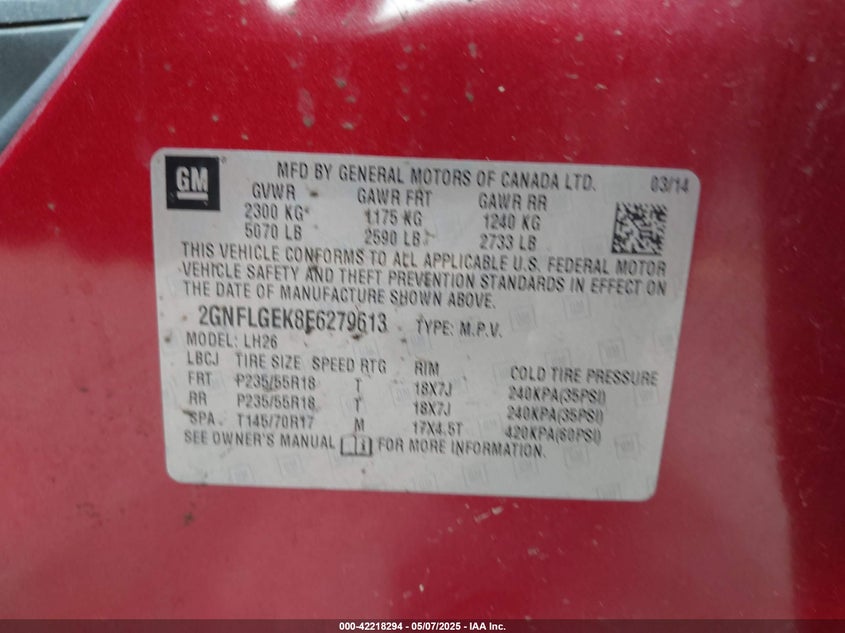 GM
MFD BY GENERAL MOTORS OF CANADA LTD. 03/14
GVWR GAWR FRT GAWR RR
2300 KG 1175 KG 1240 KG
5070 LB 2590 LB 2733 LB
THIS VEHICLE CONFORMS TO ALL APPLICABLE U.S. FEDERAL MOTOR
VEHICLE SAFETY AND THEFT PREVENTION STANDARDS IN EFFECT ON
THE DATE OF MANUFACTURE SHOWN ABOVE.
2GNFLGEK8E6279613 TYPE: M.P.V.
MODEL: LH26
LBCJ TIRE SIZE SPEED RTG RIM COLD TIRE PRESSURE
FRT P235/55R18 T 18X7J 240KPA(35PSI)
RR P235/55R18 T 18X7J 240KPA(35PSI)
SPA T145/70R17 M 17X4.5T 420KPA(60PSI)
SEE OWNER'S MANUAL FOR MORE INFORMATION.
000-42218294 — 05/07/2025 — IAA Inc.